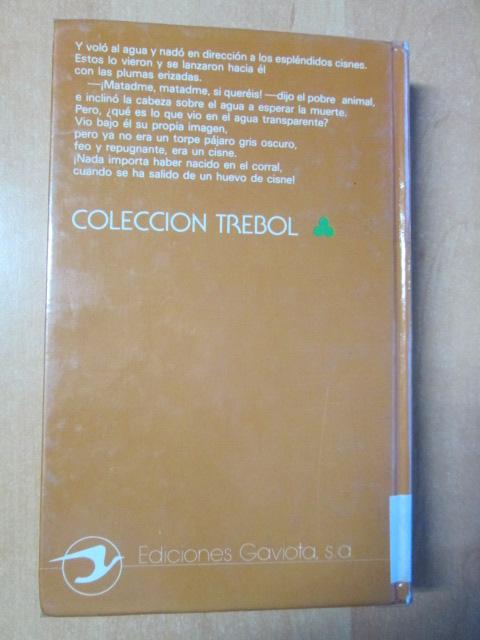 Y voló al agua y nadó en dirección a los espléndidos cisnes.
Estos lo vieron y se lanzaron hacia él
con las plumas erizadas.
—¡Matadme, matadme, si queréis! —dijo el pobre animal,
e inclinó la cabeza sobre el agua a esperar la muerte.
Pero, ¿qué es lo que vio en el agua transparente?
Vio bajo él su propia imagen,
pero ya no era un torpe pájaro gris oscuro,
feo y repugnante, era un cisne.
¡Nada importa haber nacido en el corral,
cuando se ha salido de un huevo de cisne!
COLECCION TREBOL
Ediciones Gaviota, s.a